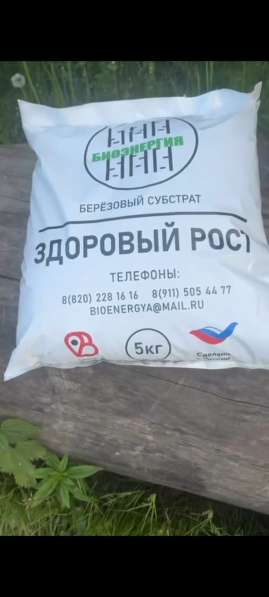 БИОЭНЕРГИЯ
БЕРЁЗОВЫЙ СУБСТРАТ
ЗДОРОВЫЙ РОСТ
ТЕЛЕФОНЫ:
8(820) 228 16 16 8(911) 505 44 77
BIOENERGYA@MAIL.RU
5КГ
Сделано